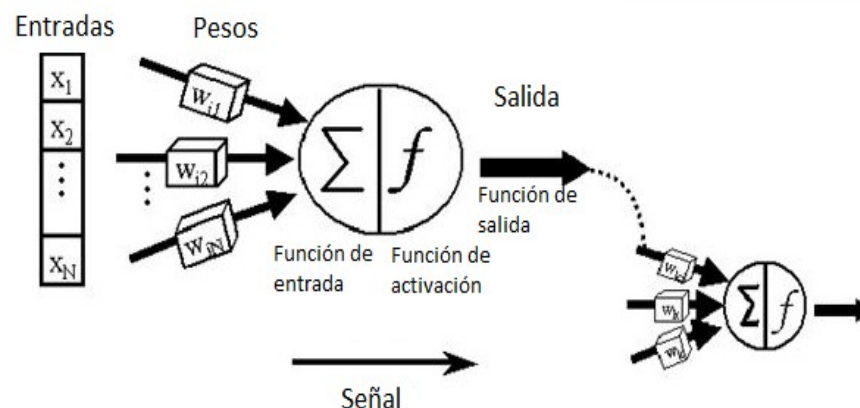 Entradas
Pesos
x1
x2
xN
wi1
wi2
wiN
Σ
f
Salida
Función de
entrada
Función de
activación
Función de
salida
Σ
f
Señal